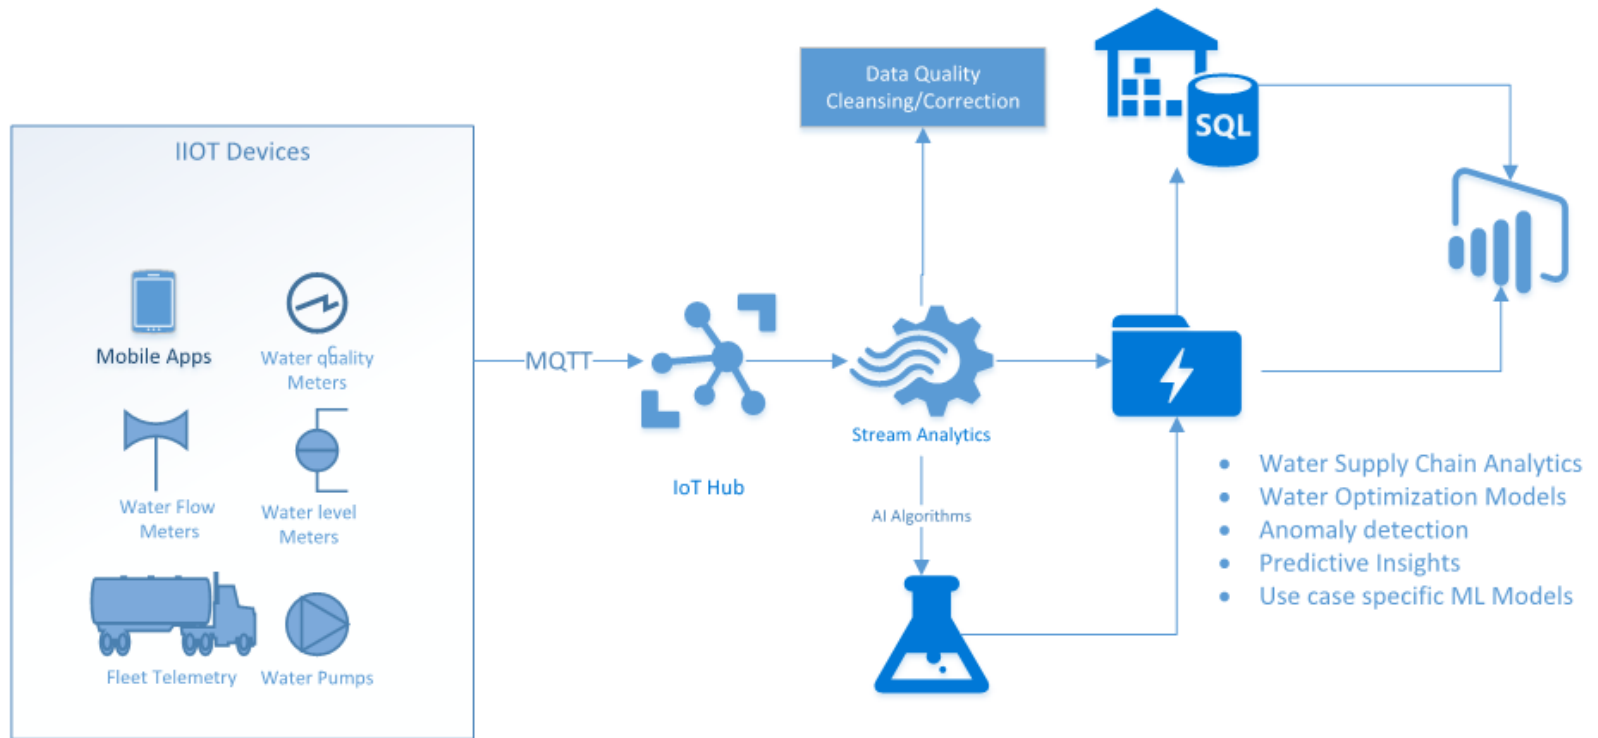 Data Quality
Cleansing/Correction
SQL
IIOT Devices
Mobile Apps
Water quality
Meters
MQTT
Stream Analytics
IoT Hub
Water Flow
Meters
Water level
Meters
AI Algorithms
Fleet Telemetry
Water Pumps
• Water Supply Chain Analytics
• Water Optimization Models
• Anomaly detection
• Predictive Insights
• Use case specific ML Models